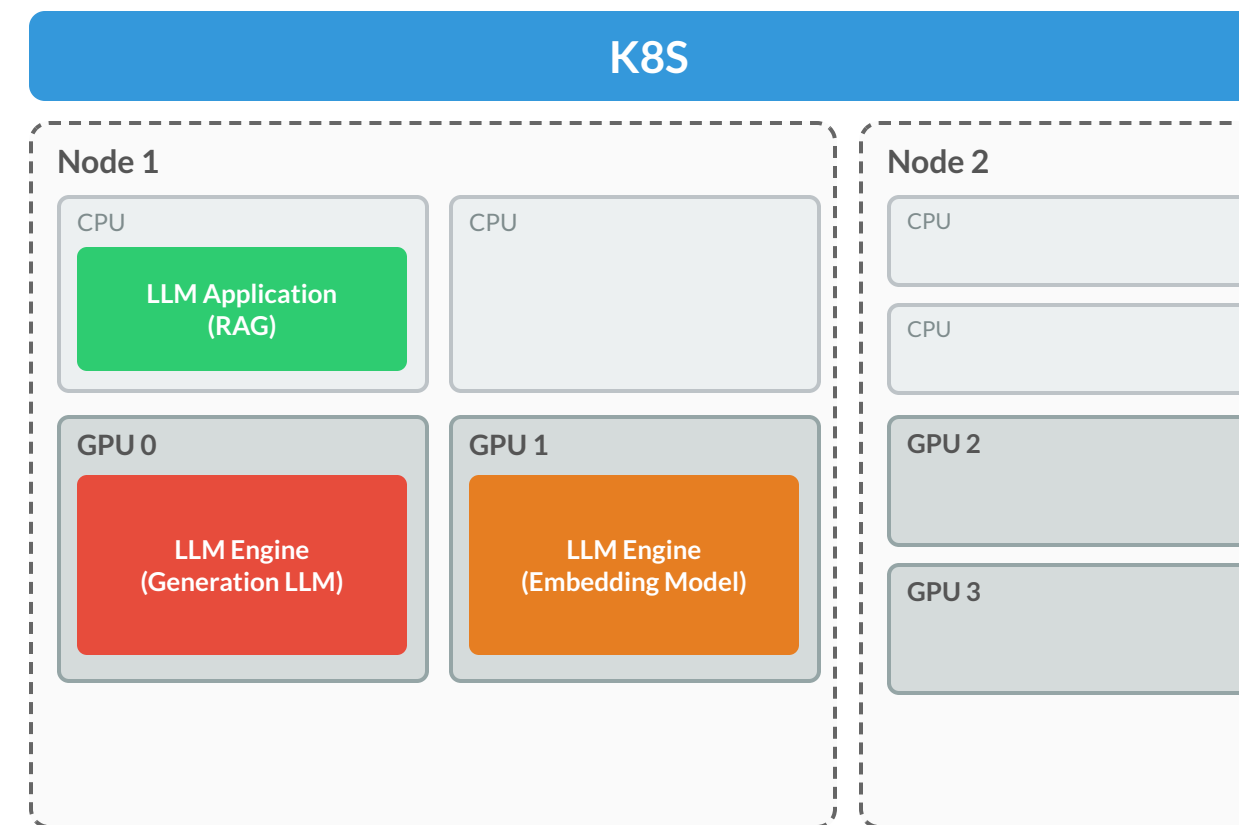 K8S
Node 1
CPU
LLM Application
(RAG)
CPU
GPU 0
LLM Engine
(Generation LLM)
GPU 1
LLM Engine
(Embedding Model)
Node 2
CPU
CPU
GPU 2
GPU 3